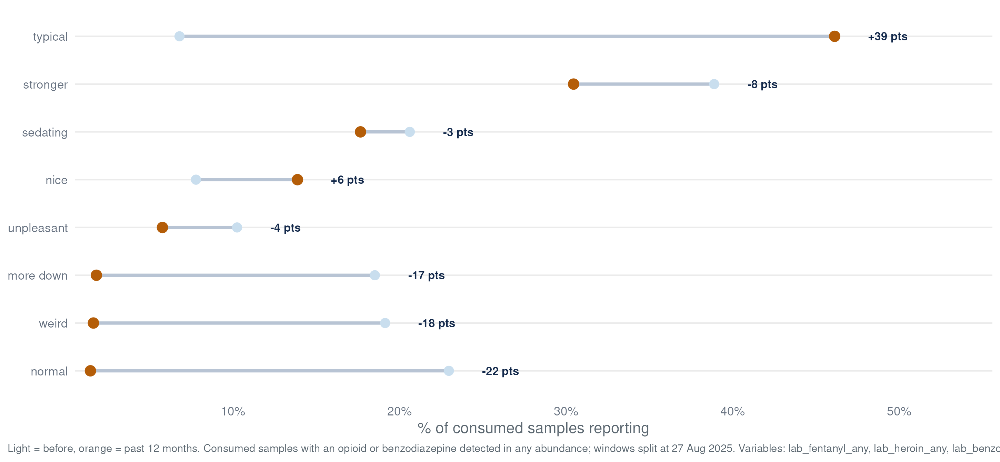 typical +39 pts
stronger -8 pts
sedating -3 pts
nice +6 pts
unpleasant -4 pts
more down -17 pts
weird -18 pts
normal -22 pts
10% 20% 30% 40% 50%
% of consumed samples reporting
Light = before, orange = past 12 months. Consumed samples with an opioid or benzodiazepine detected in any abundance; windows split at 27 Aug 2025. Variables: lab_fentanyl_any, lab_heroin_any, lab_benzo